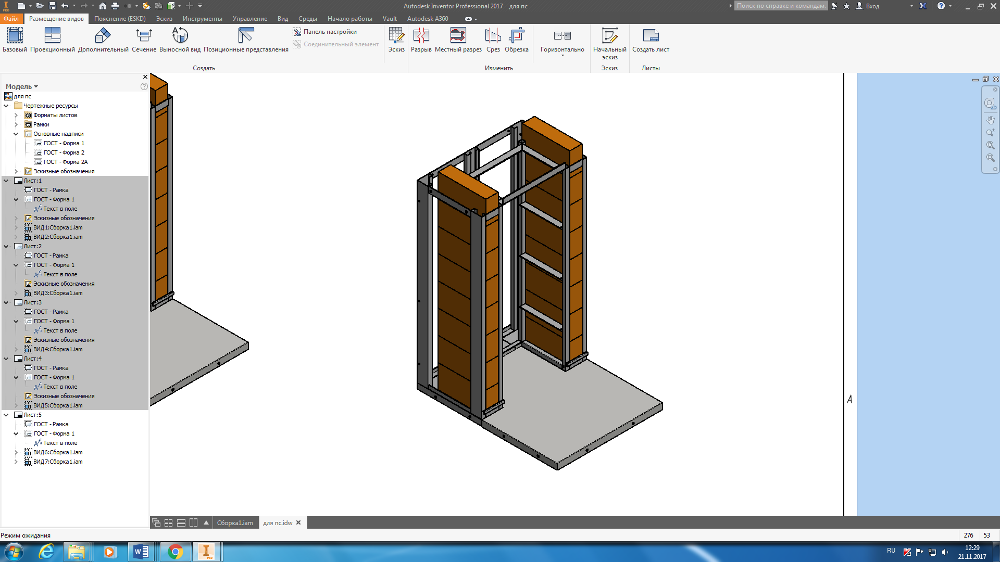 Autodesk Inventor Professional 2017 для пс
Поиск по справке и командам.
Вход
PRO
Файл Размещение видов Пояснение (ESKD) Эскиз Инструменты Управление Вид Среды Начало работы Vault Autodesk A360
Базовый Проекционный Дополнительный Сечение Выносной вид Позиционные представления
Панель настройки
Соединительный элемент
Эскиз Разрыв Местный разрез Срез Обрезка Горизонтально
Начальный эскиз
Создать лист
Создать Изменить Эскиз Листы
Модель
для пс
Чертежные ресурсы
Форматы листов
Рамки
Основные надписи
ГОСТ - Форма 1
ГОСТ - Форма 2
ГОСТ - Форма 2А
Эскизные обозначения
Лист:1
ГОСТ - Рамка
ГОСТ - Форма 1
Текст в поле
Эскизные обозначения
ВИД1:Сборка1.iam
ВИД2:Сборка1.iam
Лист:2
ГОСТ - Рамка
ГОСТ - Форма 1
Текст в поле
Эскизные обозначения
ВИД3:Сборка1.iam
Лист:3
ГОСТ - Рамка
ГОСТ - Форма 1
Текст в поле
Эскизные обозначения
ВИД4:Сборка1.iam
Лист:4
ГОСТ - Рамка
ГОСТ - Форма 1
Текст в поле
Эскизные обозначения
ВИД5:Сборка1.iam
Лист:5
ГОСТ - Рамка
ГОСТ - Форма 1
Текст в поле
ВИД6:Сборка1.iam
ВИД7:Сборка1.iam
2D
A
Сборка1.iam для пс.idw
Режим ожидания
276 53
RU
12:29
21.11.2017